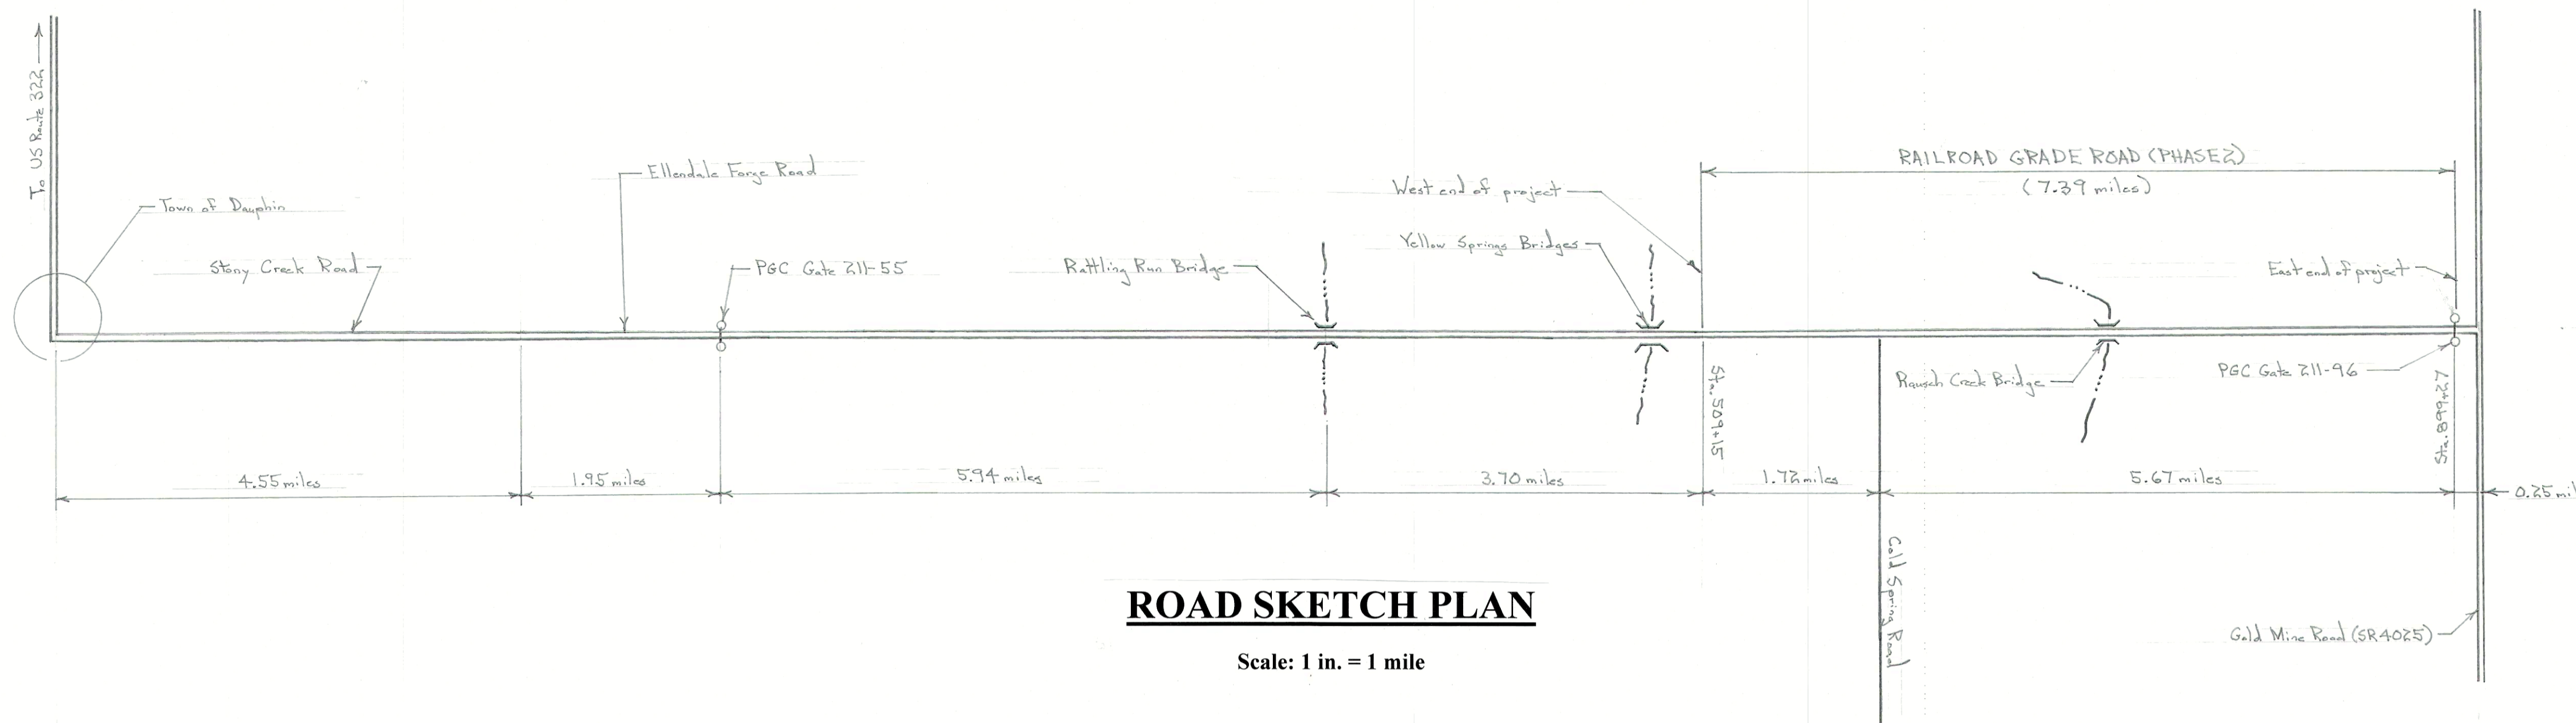 To US Route 322
RAILROAD GRADE ROAD (PHASE 2)
(7.39 miles)
Ellendale Forge Road
West end of project
Town of Dauphin
Yellow Springs Bridges
Stony Creek Road
PGC Gate 211-55
Rattling Run Bridge
East end of project
Rausch Creek Bridge
PGC Gate 211-96
Sta. 509+15
Sta. 899+27
4.55 miles
1.95 miles
5.94 miles
3.70 miles
1.72 miles
5.67 miles
0.25 mil
Cold Spring Road
ROAD SKETCH PLAN
Scale: 1 in. = 1 mile
Gold Mine Road (SR4025)